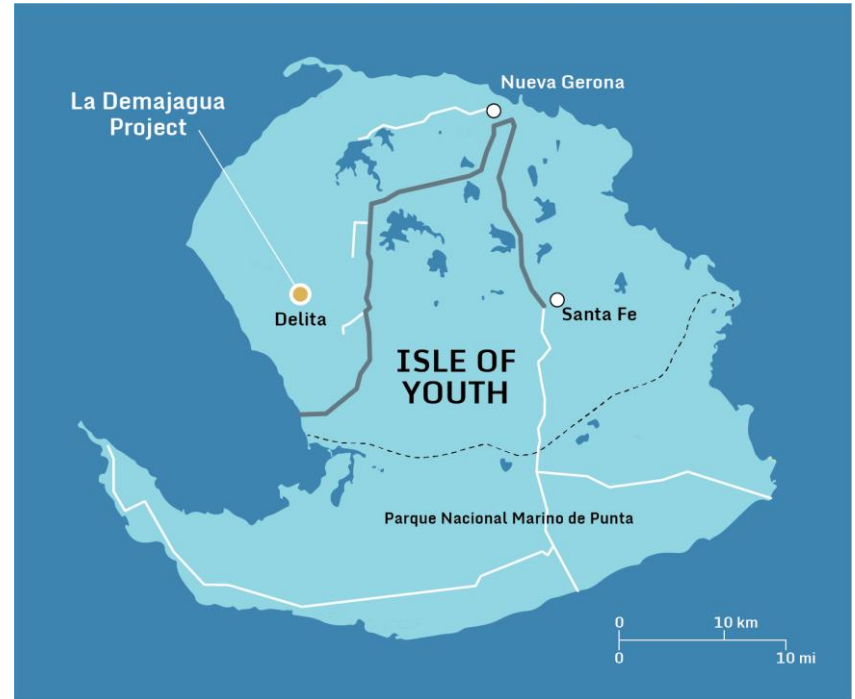 Nueva Gerona
La Demajagua
Project
Delita
Santa Fe
ISLE OF
YOUTH
Parque Nacional Marino de Punta
0 10 km
0 10 mi